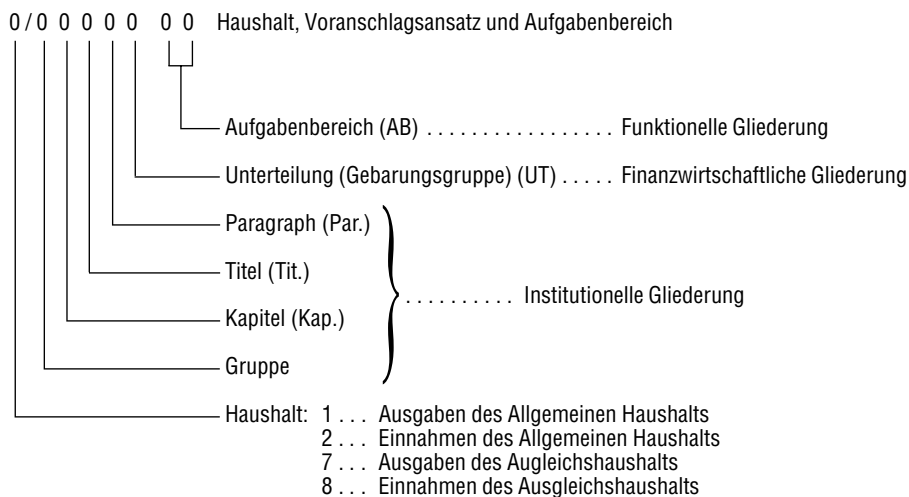 0/0 0 0 0 0 0 0 Haushalt, Voranschlagsansatz und Aufgabenbereich
Aufgabenbereich (AB) . . . . . . . . . . . . . . . . . Funktionelle Gliederung
Unterteilung (Gebarungsgruppe) (UT) . . . . . Finanzwirtschaftliche Gliederung
Paragraph (Par.)
Titel (Tit.)
. . . . . . . . . . Institutionelle Gliederung
Kapitel (Kap.)
Gruppe
Haushalt: 1 . . . Ausgaben des Allgemeinen Haushalts
2 . . . Einnahmen des Allgemeinen Haushalts
7 . . . Ausgaben des Augleichshaushalts
8 . . . Einnahmen des Ausgleichshaushalts